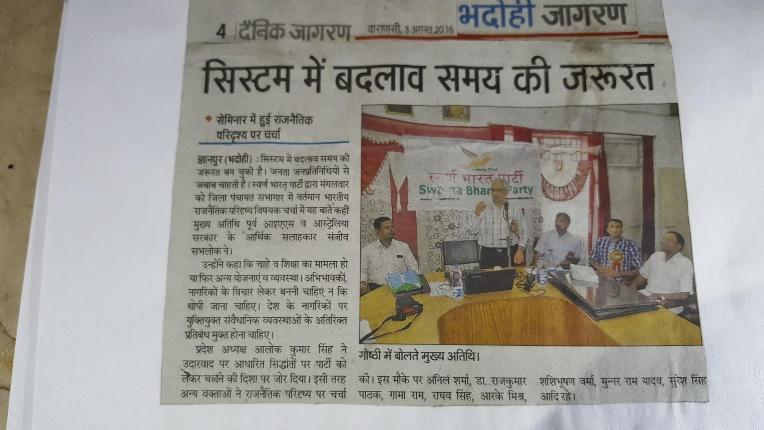 4 दैनिक जागरण वाराणसी, 3 अगस्त 2016 भदोही जागरण
सिस्टम में बदलाव समय की जरूरत
सेमिनार में हुई राजनैतिक
परिदृश्य पर चर्चा
ज्ञानपुर (भदोही) : सिस्टम में बदलाव समय की
जरूरत बन चुकी है। जनता जनप्रतिनिधियों से
जबाब चाहती है। स्वर्ण भारत पार्टी द्वारा मंगलवार
को जिला पंचायत सभागार में वर्तमान भारतीय
राजनैतिक परिदृष्य विषयक चर्चा में यह बाते कहीं
मुख्य अतिथि पूर्व आइएएस व आस्ट्रेलिया
सरकार के आर्थिक सलाहकार संजीव
सभलोक ने।
उन्होंने कहा कि चाहे व शिक्षा का मामला हो
या फिर अन्य योजनाएं व व्यवस्था। अभिभावकों,
नागरिकों के विचार लेकर बननी चाहिए न कि
थोपी जाना चाहिए। देश के नागरिकों पर
युक्तियुक्त संवैधानिक व्यवस्थाओं के अतिरिक्त
प्रतिबंध मुक्त होना चाहिए।
प्रदेश अध्यक्ष आलोक कुमार सिंह ने
उदारवाद पर आधारित सिद्धांतों पर पार्टी को
लेकर चलने की दिशा पर जोर दिया। इसी तरह
अन्य वक्ताओं ने राजनैतिक परिदृष्य पर चर्चा
स्वर्ण भारत पार्टी
Swarna Bharat Party
गोष्ठी में बोलते मुख्य अतिथि।
की। इस मौके पर अनिल शर्मा, डा. राजकुमार
पाठक, गामा राम, राघव सिंह, आरके मिश्र,
शशिभूषण वर्मा, मुन्नर राम यादव, सुरेश सिंह
आदि रहे।